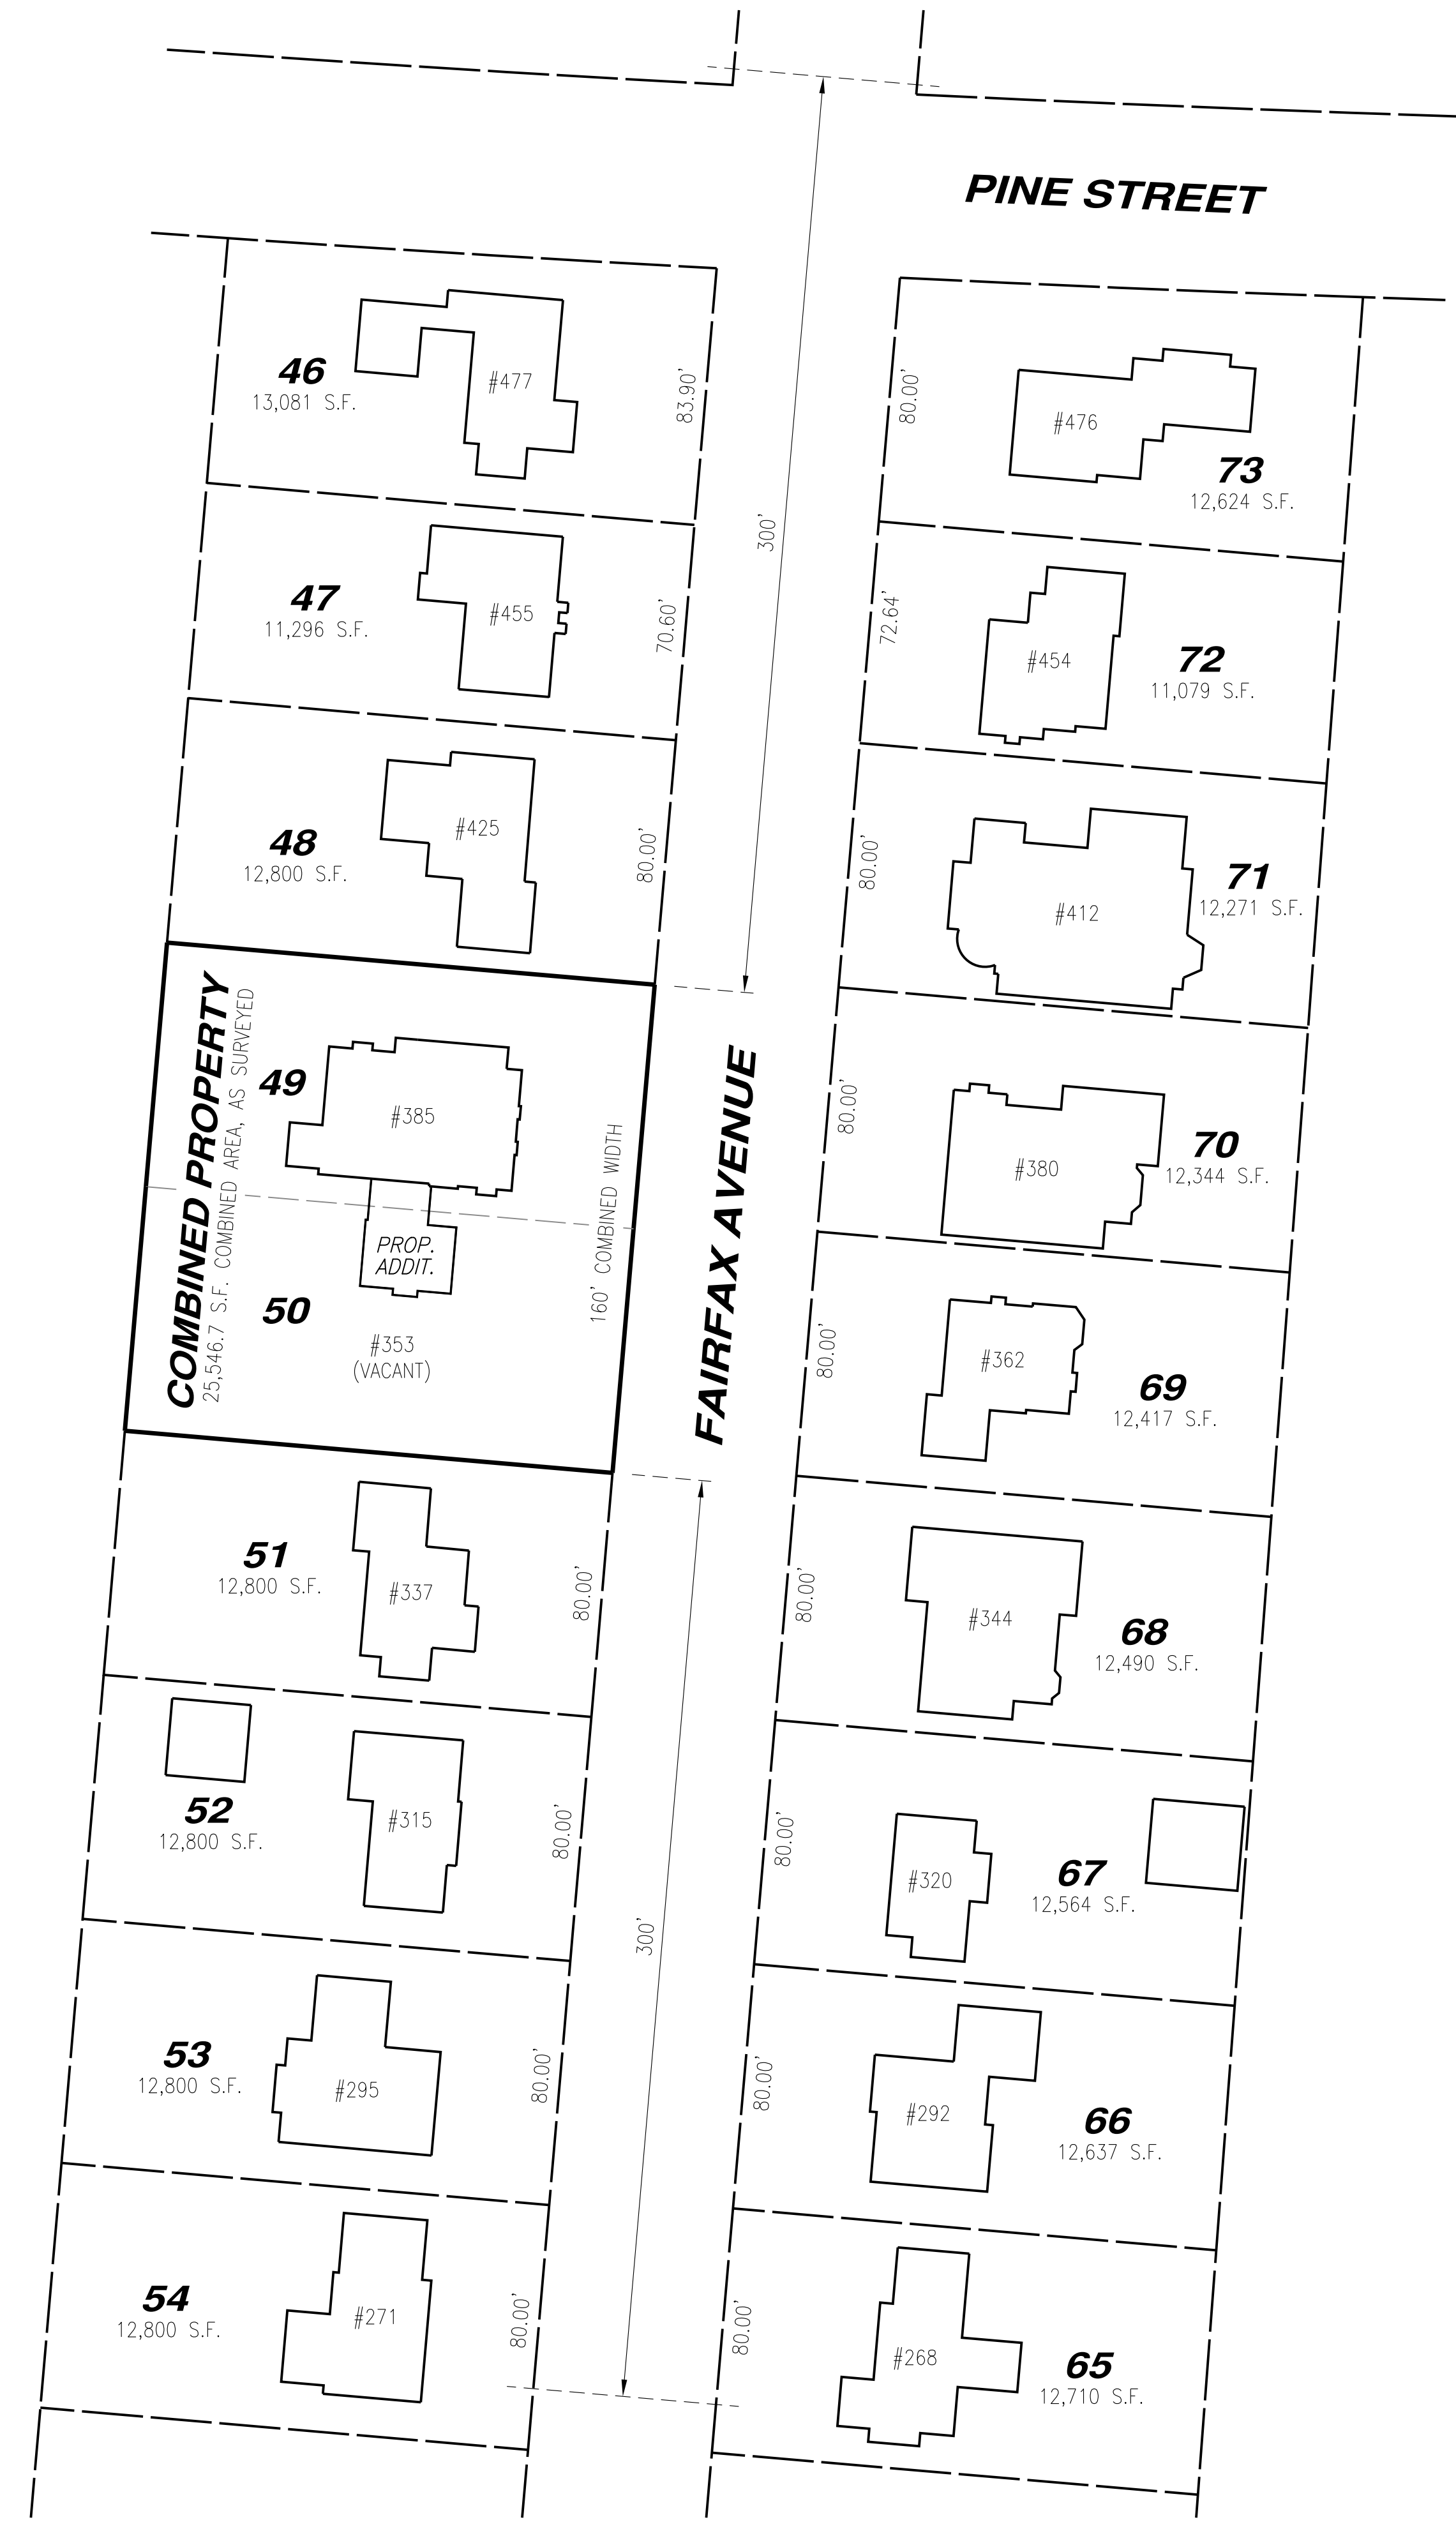 PINE STREET
46
13,081 S.F.
#477
83.90'
80.00'
#476
73
12,624 S.F.
300'
47
11,296 S.F.
#455
70.60'
72.64'
#454
72
11,079 S.F.
48
12,800 S.F.
#425
80.00'
80.00'
#412
71
12,271 S.F.
COMBINED PROPERTY
25,546.7 S.F. COMBINED AREA, AS SURVEYED
49
#385
PROP.
ADDIT.
50
#353
(VACANT)
160' COMBINED WIDTH
FAIRFAX AVENUE
80.00'
#380
70
12,344 S.F.
80.00'
#362
69
12,417 S.F.
51
12,800 S.F.
#337
80.00'
80.00'
#344
68
12,490 S.F.
52
12,800 S.F.
#315
80.00'
300'
80.00'
#320
67
12,564 S.F.
53
12,800 S.F.
#295
80.00'
80.00'
#292
66
12,637 S.F.
54
12,800 S.F.
#271
80.00'
80.00'
#268
65
12,710 S.F.